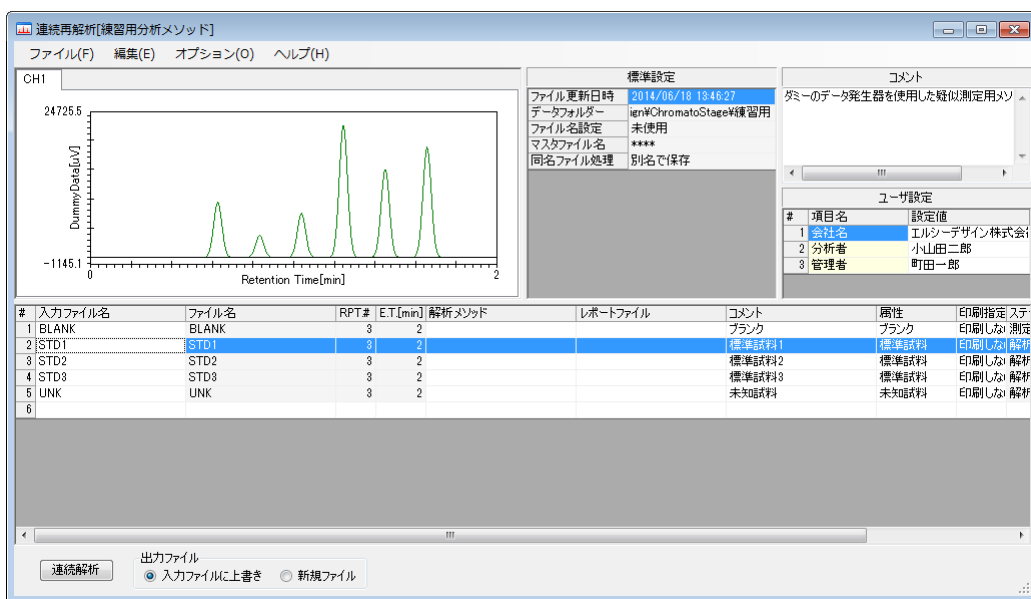 連続再解析[練習用分析メソッド]
ファイル(F) 編集(E) オプション(O) ヘルプ(H)
CH1
24725.5
DummyData[uV]
-1145.1
0 2
Retention Time[min]
標準設定
ファイル更新日時 2014/06/18 13:46:27
データフォルダー ign¥ChromatoStage¥練習用
ファイル名設定 未使用
マスタファイル名 ****
同名ファイル処理 別名で保存
コメント
ダミーのデータ発生器を使用した疑似測定用メソ
ユーザ設定
# 項目名 設定値
1 会社名 エルシーデザイン株式会
2 分析者 小山田二郎
3 管理者 町田一郎
# 入力ファイル名 ファイル名 RPT# E.T.[min] 解析メソッド レポートファイル コメント 属性 印刷指定 ステ
1 BLANK BLANK 3 2 ブランク ブランク 印刷しな 測定
2 STD1 STD1 3 2 標準試料1 標準試料 印刷しな 解析
3 STD2 STD2 3 2 標準試料2 標準試料 印刷しな 解析
4 STD3 STD3 3 2 標準試料3 標準試料 印刷しな 解析
5 UNK UNK 3 2 未知試料 未知試料 印刷しな 解析
6
連続解析
出力ファイル
入力ファイルに上書き 新規ファイル